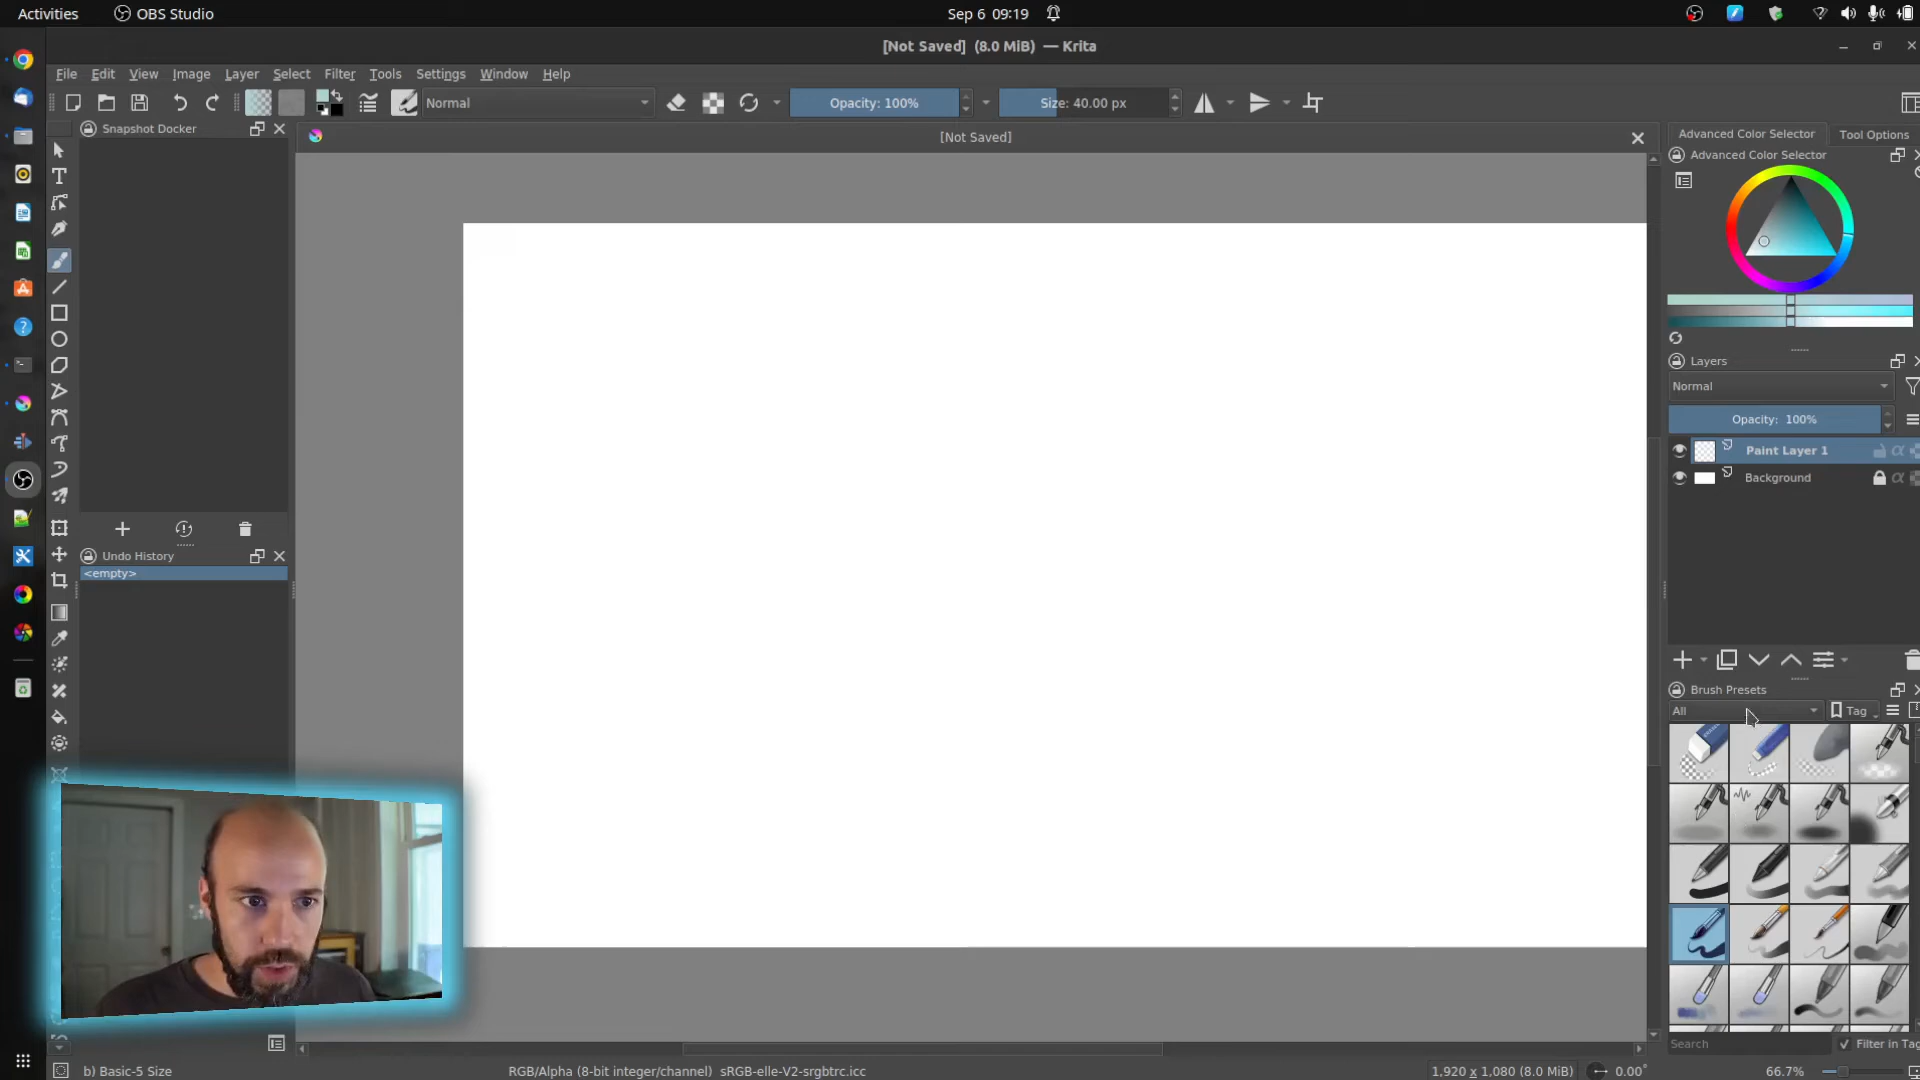 Activities
OBS Studio
Sep 6 09:19
[Not Saved] (8.0 MiB) — Krita
File Edit View Image Layer Select Filter Tools Settings Window Help
Normal
Opacity: 100%
Size: 40.00 px
Snapshot Docker
[Not Saved]
Advanced Color Selector
Tool Options
Advanced Color Selector
Layers
Normal
Opacity: 100%
Paint Layer 1
Background
Undo History
<empty>
Brush Presets
All
Tag
Search
Filter in Tag
b) Basic-5 Size
RGB/Alpha (8-bit integer/channel) sRGB-elle-V2-srgbtrc.icc
1,920 x 1,080 (8.0 MiB)
0.00°
66.7%